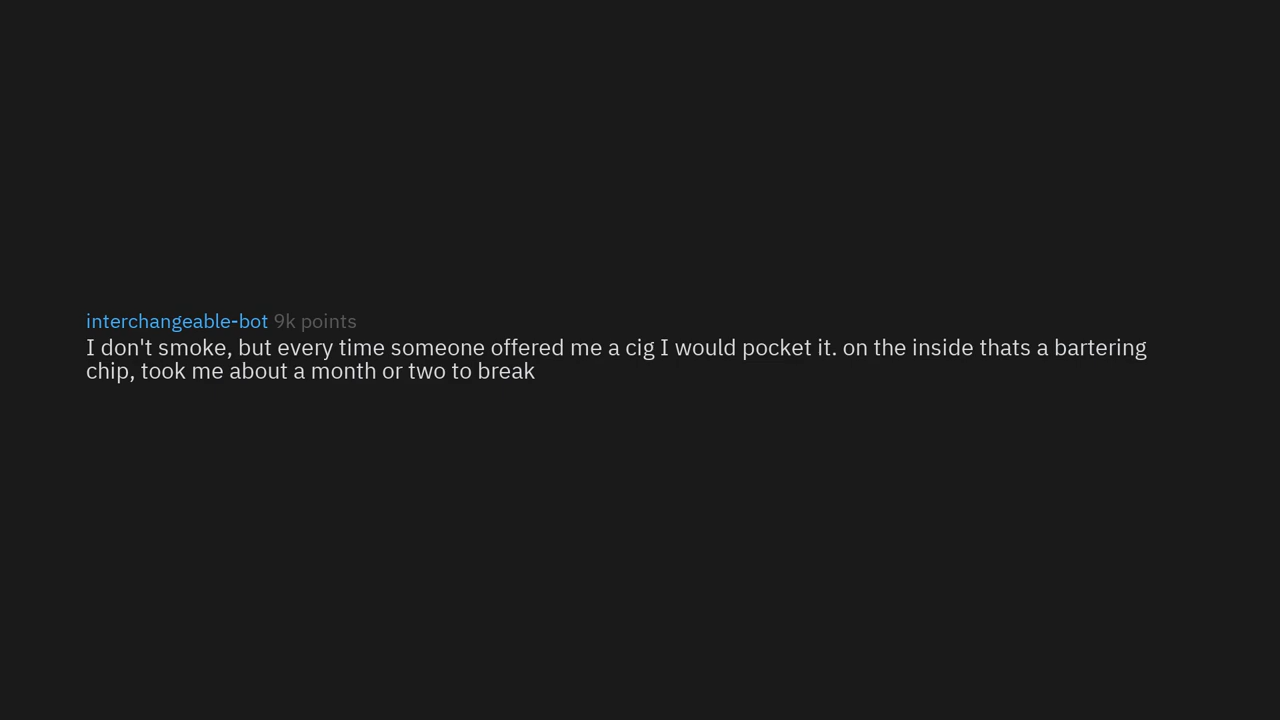 interchangeable-bot 9k points
I don't smoke, but every time someone offered me a cig I would pocket it. on the inside thats a bartering
chip, took me about a month or two to break